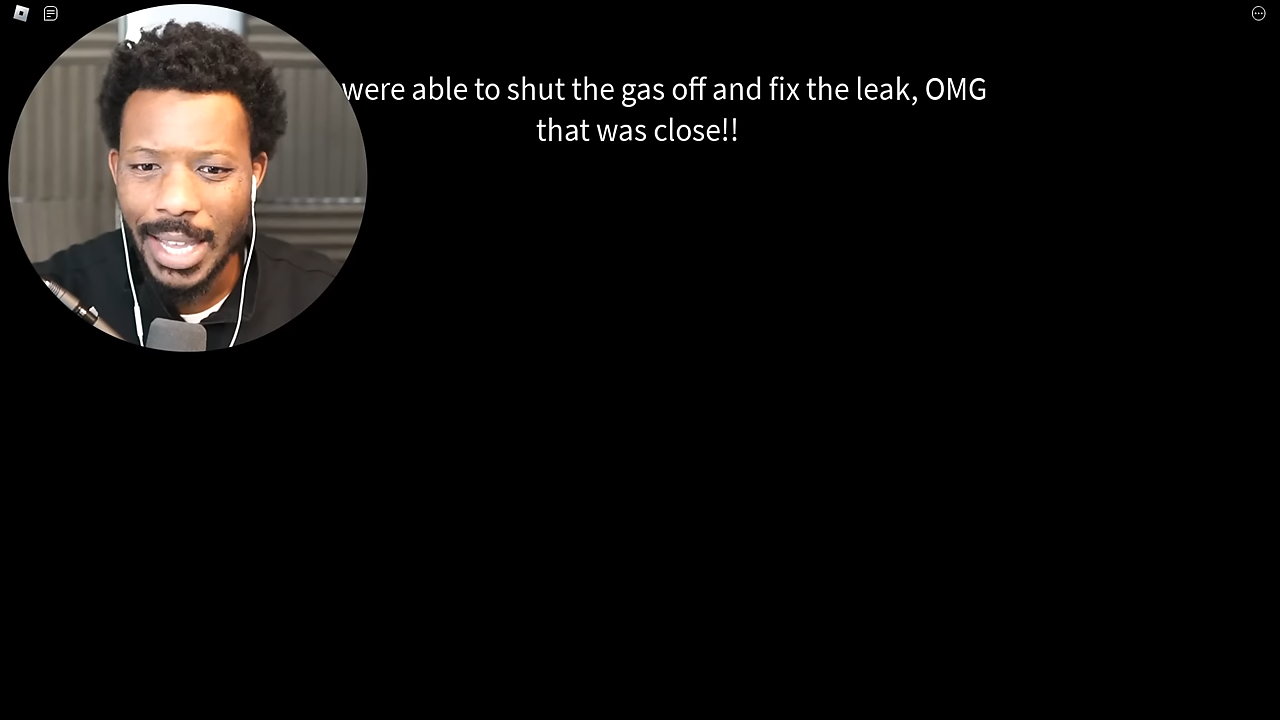 were able to shut the gas off and fix the leak, OMG
that was close!!